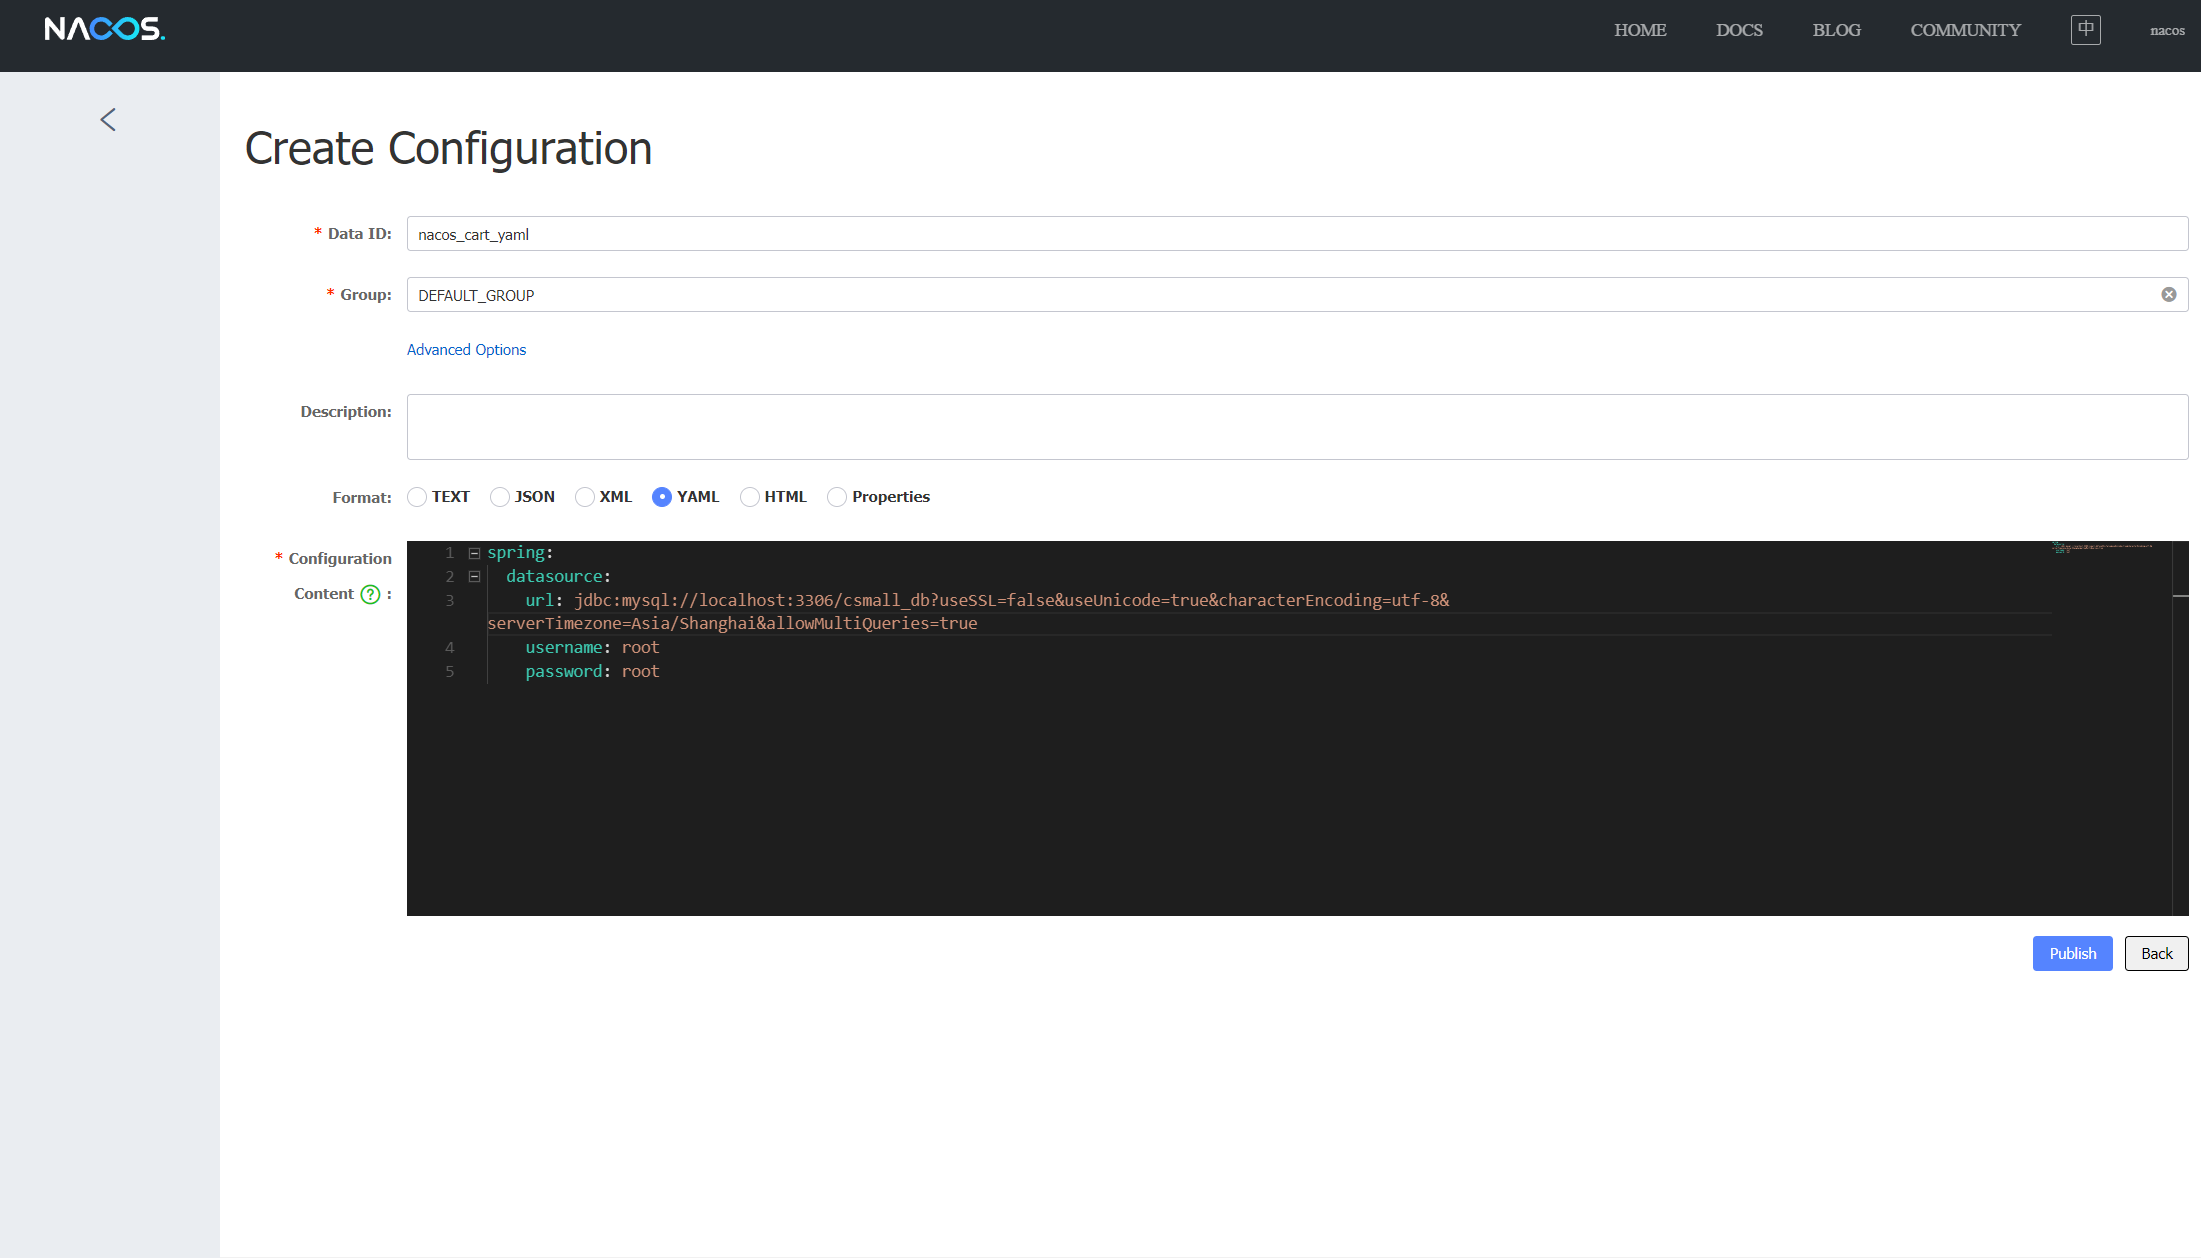 NACOS.
HOME DOCS BLOG COMMUNITY 中 nacos
Create Configuration
* Data ID: nacos_cart_yaml
* Group: DEFAULT_GROUP
Advanced Options
Description:
Format: TEXT JSON XML YAML HTML Properties
* Configuration
Content ? :
1 spring:
2 datasource:
3 url: jdbc:mysql://localhost:3306/csmall_db?useSSL=false&useUnicode=true&characterEncoding=utf-8&
serverTimezone=Asia/Shanghai&allowMultiQueries=true
4 username: root
5 password: root
Publish Back